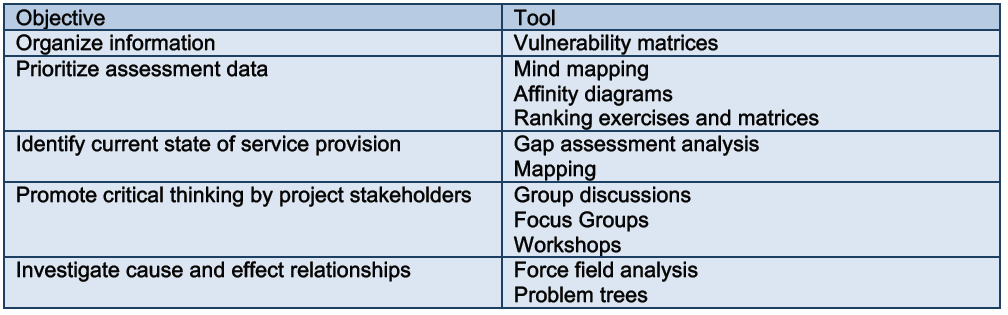 Objective Tool
Organize information Vulnerability matrices
Prioritize assessment data Mind mapping
Affinity diagrams
Ranking exercises and matrices
Identify current state of service provision Gap assessment analysis
Mapping
Promote critical thinking by project stakeholders Group discussions
Focus Groups
Workshops
Investigate cause and effect relationships Force field analysis
Problem trees